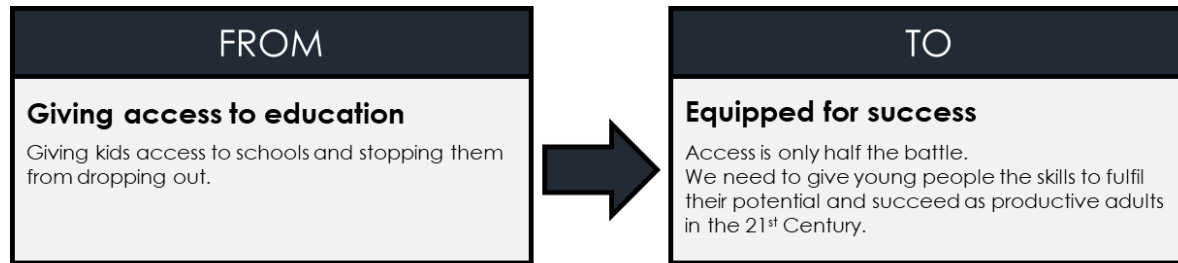 FROM
Giving access to education
Giving kids access to schools and stopping them
from dropping out.
TO
Equipped for success
Access is only half the battle.
We need to give young people the skills to fulfil
their potential and succeed as productive adults
in the 21st Century.